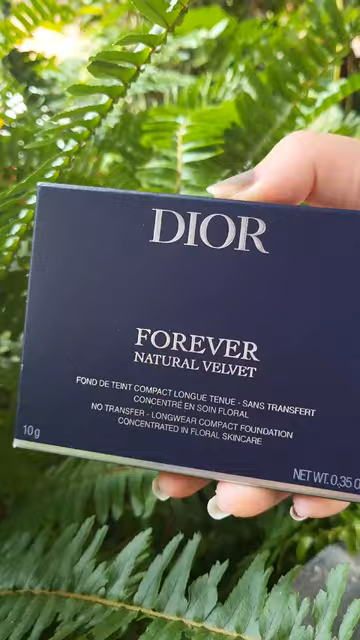 DIOR
FOREVER
NATURAL VELVET
FOND DE TEINT COMPACT LONGUE TENUE - SANS TRANSFERT
CONCENTRÉ EN SOIN FLORAL
NO TRANSFER - LONGWEAR COMPACT FOUNDATION
CONCENTRATED IN FLORAL SKINCARE
10g
NET WT. 0,35